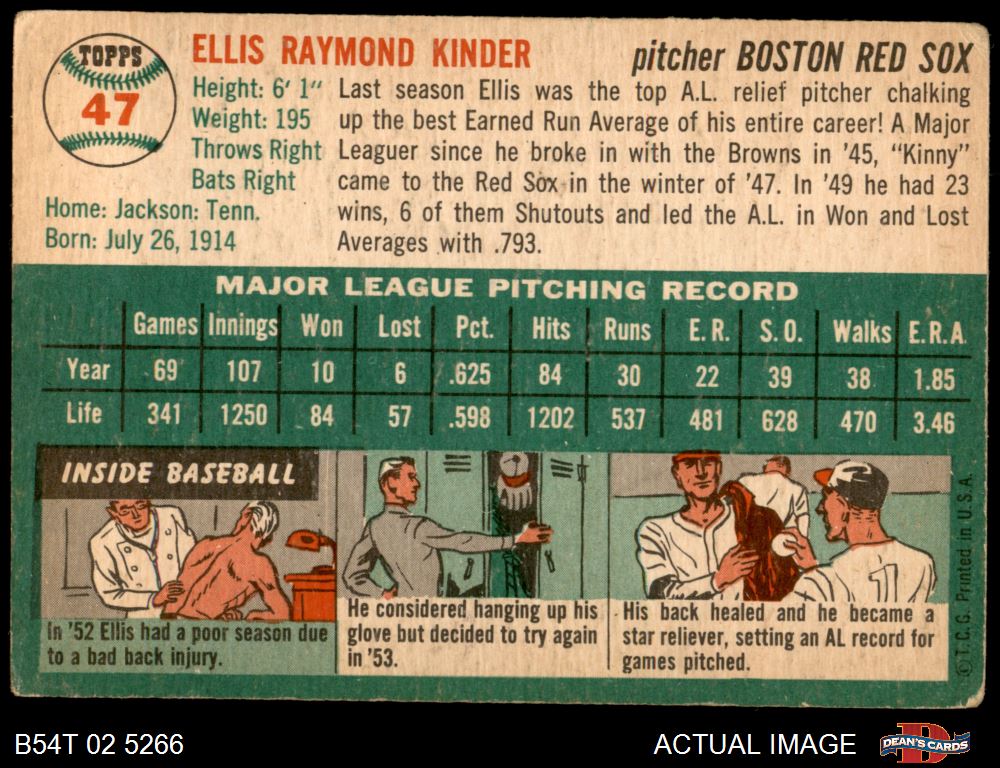 TOPPS
47
ELLIS RAYMOND KINDER
pitcher BOSTON RED SOX
Height: 6' 1"
Weight: 195
Throws Right
Bats Right
Home: Jackson: Tenn.
Born: July 26, 1914
Last season Ellis was the top A.L. relief pitcher chalking
up the best Earned Run Average of his entire career! A Major
Leaguer since he broke in with the Browns in '45, "Kinny"
came to the Red Sox in the winter of '47. In '49 he had 23
wins, 6 of them Shutouts and led the A.L. in Won and Lost
Averages with .793.
MAJOR LEAGUE PITCHING RECORD
Games Innings Won Lost Pct. Hits Runs E. R. S. O. Walks E.R.A.
Year 69 107 10 6 .625 84 30 22 39 38 1.85
Life 341 1250 84 57 .598 1202 537 481 628 470 3.46
INSIDE BASEBALL
In '52 Ellis had a poor season due
to a bad back injury.
He considered hanging up his
glove but decided to try again
in '53.
His back healed and he became a
star reliever, setting an AL record for
games pitched.
1
© T.C.G. Printed in U.S.A.
B54T 02 5266
ACTUAL IMAGE
DEAN'S CARDS